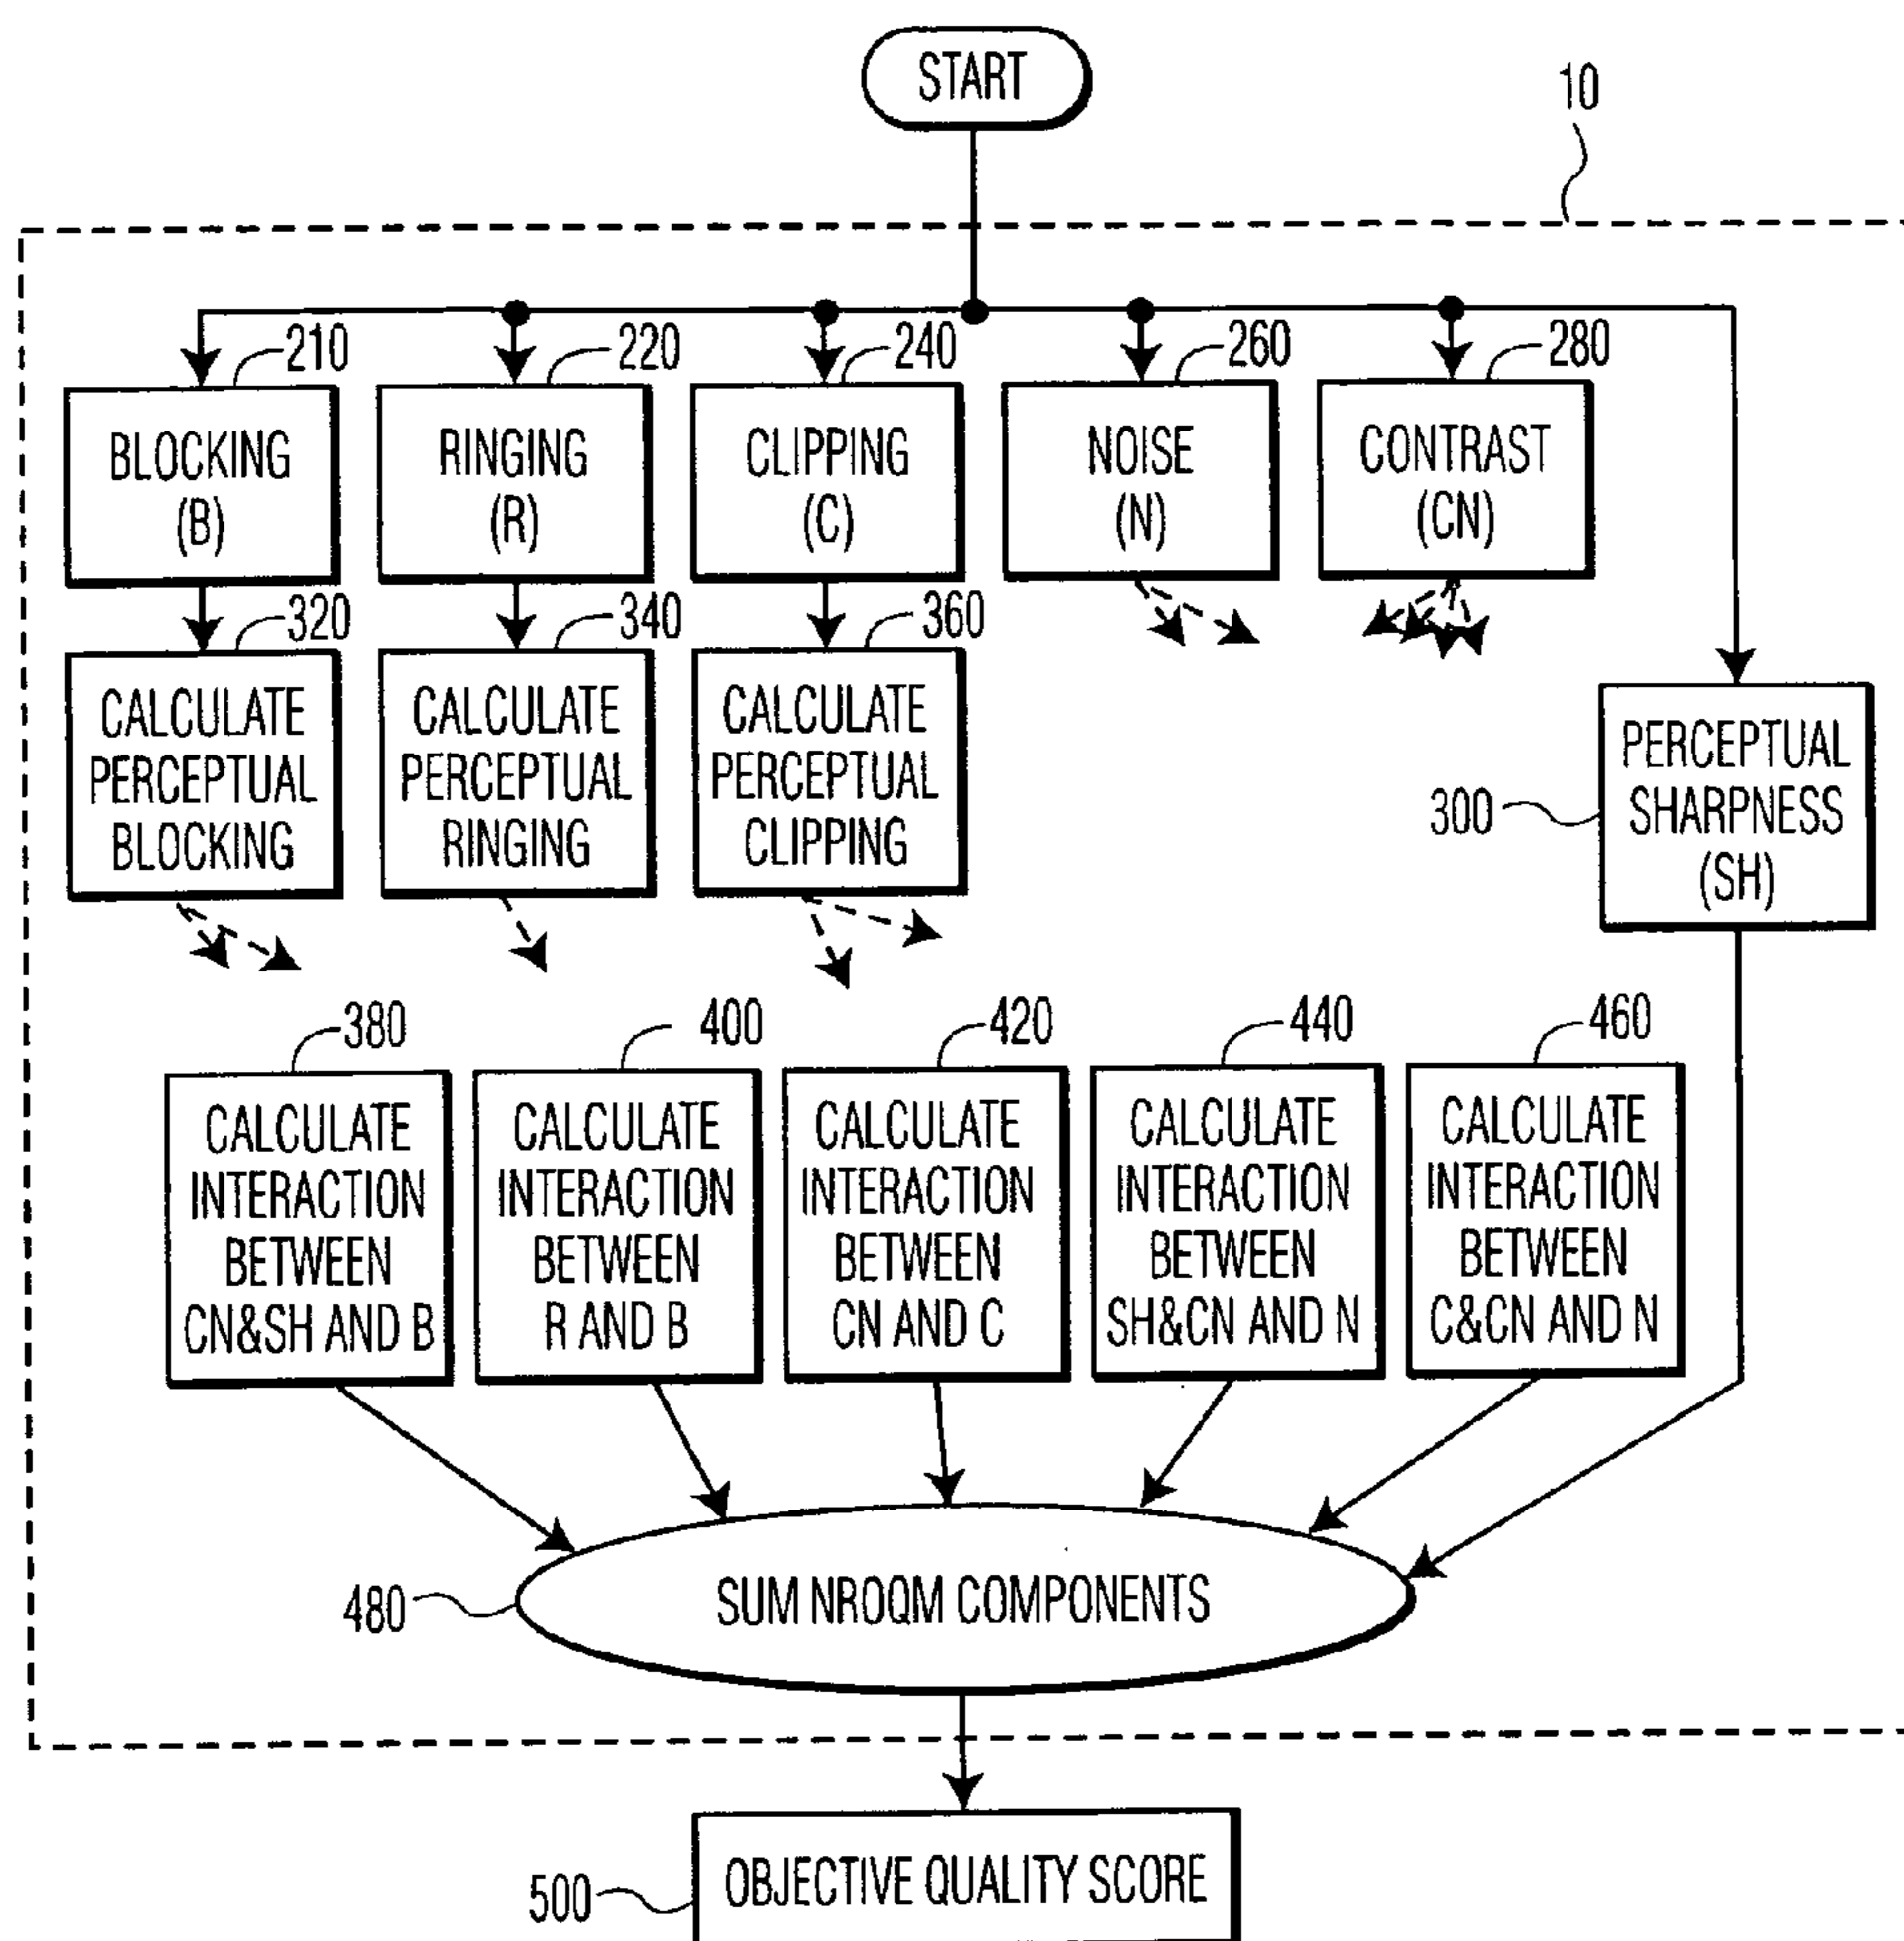 START
10
210
220
240
260
280
BLOCKING
(B)
RINGING
(R)
CLIPPING
(C)
NOISE
(N)
CONTRAST
(CN)
320
340
360
CALCULATE
PERCEPTUAL
BLOCKING
CALCULATE
PERCEPTUAL
RINGING
CALCULATE
PERCEPTUAL
CLIPPING
300
PERCEPTUAL
SHARPNESS
(SH)
380
400
420
440
460
CALCULATE
INTERACTION
BETWEEN
CN&SH AND B
CALCULATE
INTERACTION
BETWEEN
R AND B
CALCULATE
INTERACTION
BETWEEN
CN AND C
CALCULATE
INTERACTION
BETWEEN
SH&CN AND N
CALCULATE
INTERACTION
BETWEEN
C&CN AND N
480
SUM NROQM COMPONENTS
500
OBJECTIVE QUALITY SCORE